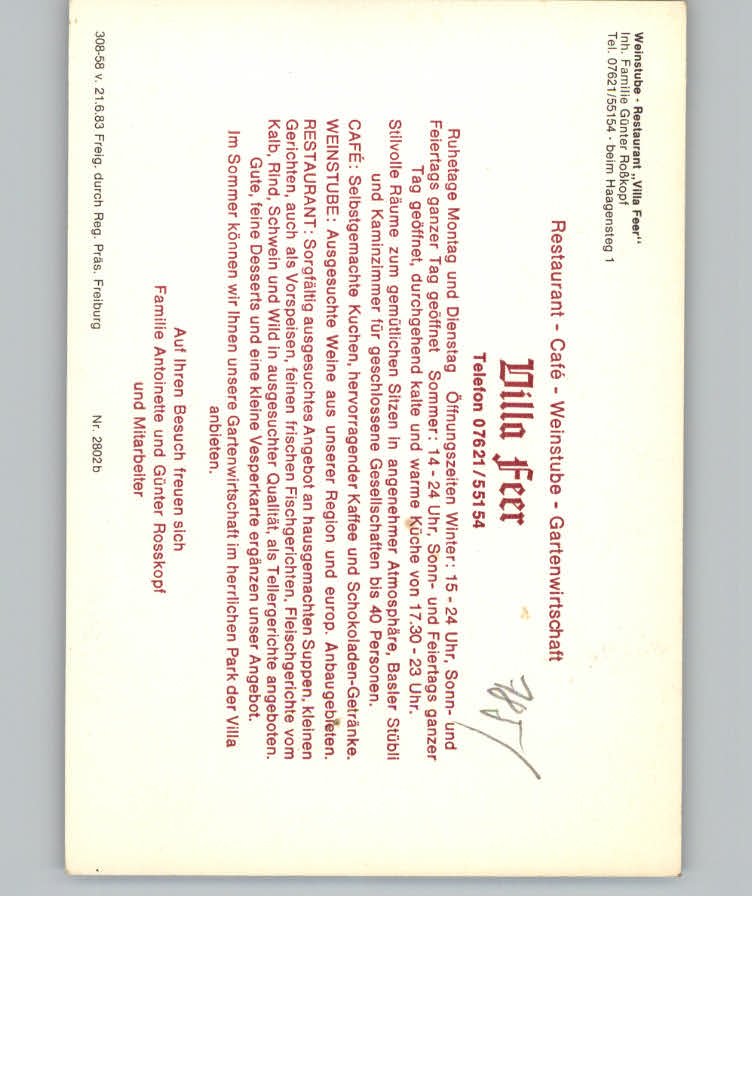 Weinstube - Restaurant „Villa Feer“
Inh. Familie Günter Roßkopf
Tel. 07621/55154 · beim Haagensteg 1
Restaurant - Café - Weinstube - Gartenwirtschaft
Villa Feer
Telefon 07621/55154
Ruhetage Montag und Dienstag Öffnungszeiten Winter: 15 - 24 Uhr, Sonn- und
Feiertags ganzer Tag geöffnet Sommer: 14 - 24 Uhr, Sonn- und Feiertags ganzer
Tag geöffnet, durchgehend kalte und warme Küche von 17.30 - 23 Uhr.
Stilvolle Räume zum gemütlichen Sitzen in angenehmer Atmosphäre, Basler Stübli
und Kaminzimmer für geschlossene Gesellschaften bis 40 Personen.
CAFÉ: Selbstgemachte Kuchen, hervorragender Kaffee und Schokoladen-Getränke.
WEINSTUBE: Ausgesuchte Weine aus unserer Region und europ. Anbaugebieten.
RESTAURANT: Sorgfältig ausgesuchtes Angebot an hausgemachten Suppen, kleinen
Gerichten, auch als Vorspeisen, feinen frischen Fischgerichten, Fleischgerichte vom
Kalb, Rind, Schwein und Wild in ausgesuchter Qualität, als Tellergerichte angeboten.
Gute, feine Desserts und eine kleine Vesperkarte ergänzen unser Angebot.
Im Sommer können wir Ihnen unsere Gartenwirtschaft im herrlichen Park der Villa
anbieten.
Auf Ihren Besuch freuen sich
Familie Antoinette und Günter Rosskopf
und Mitarbeiter
308-58 v. 21.6.83 Freig. durch Reg. Präs. Freiburg Nr. 2802b